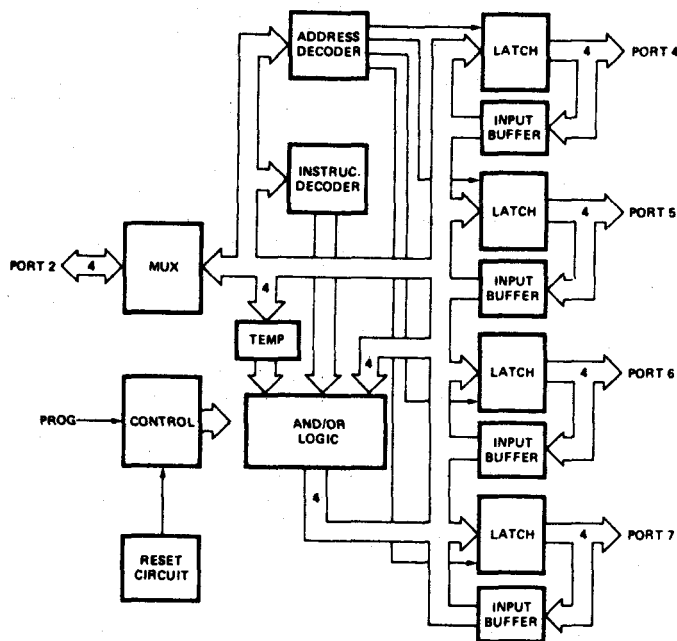 ADDRESS
DECODER
LATCH
4
PORT 4
INPUT
BUFFER
INSTRUC.
DECODER
LATCH
4
PORT 5
PORT 2
4
MUX
INPUT
BUFFER
4
TEMP
4
LATCH
4
PORT 6
PROG
CONTROL
AND/OR
LOGIC
INPUT
BUFFER
4
LATCH
4
PORT 7
RESET
CIRCUIT
INPUT
BUFFER